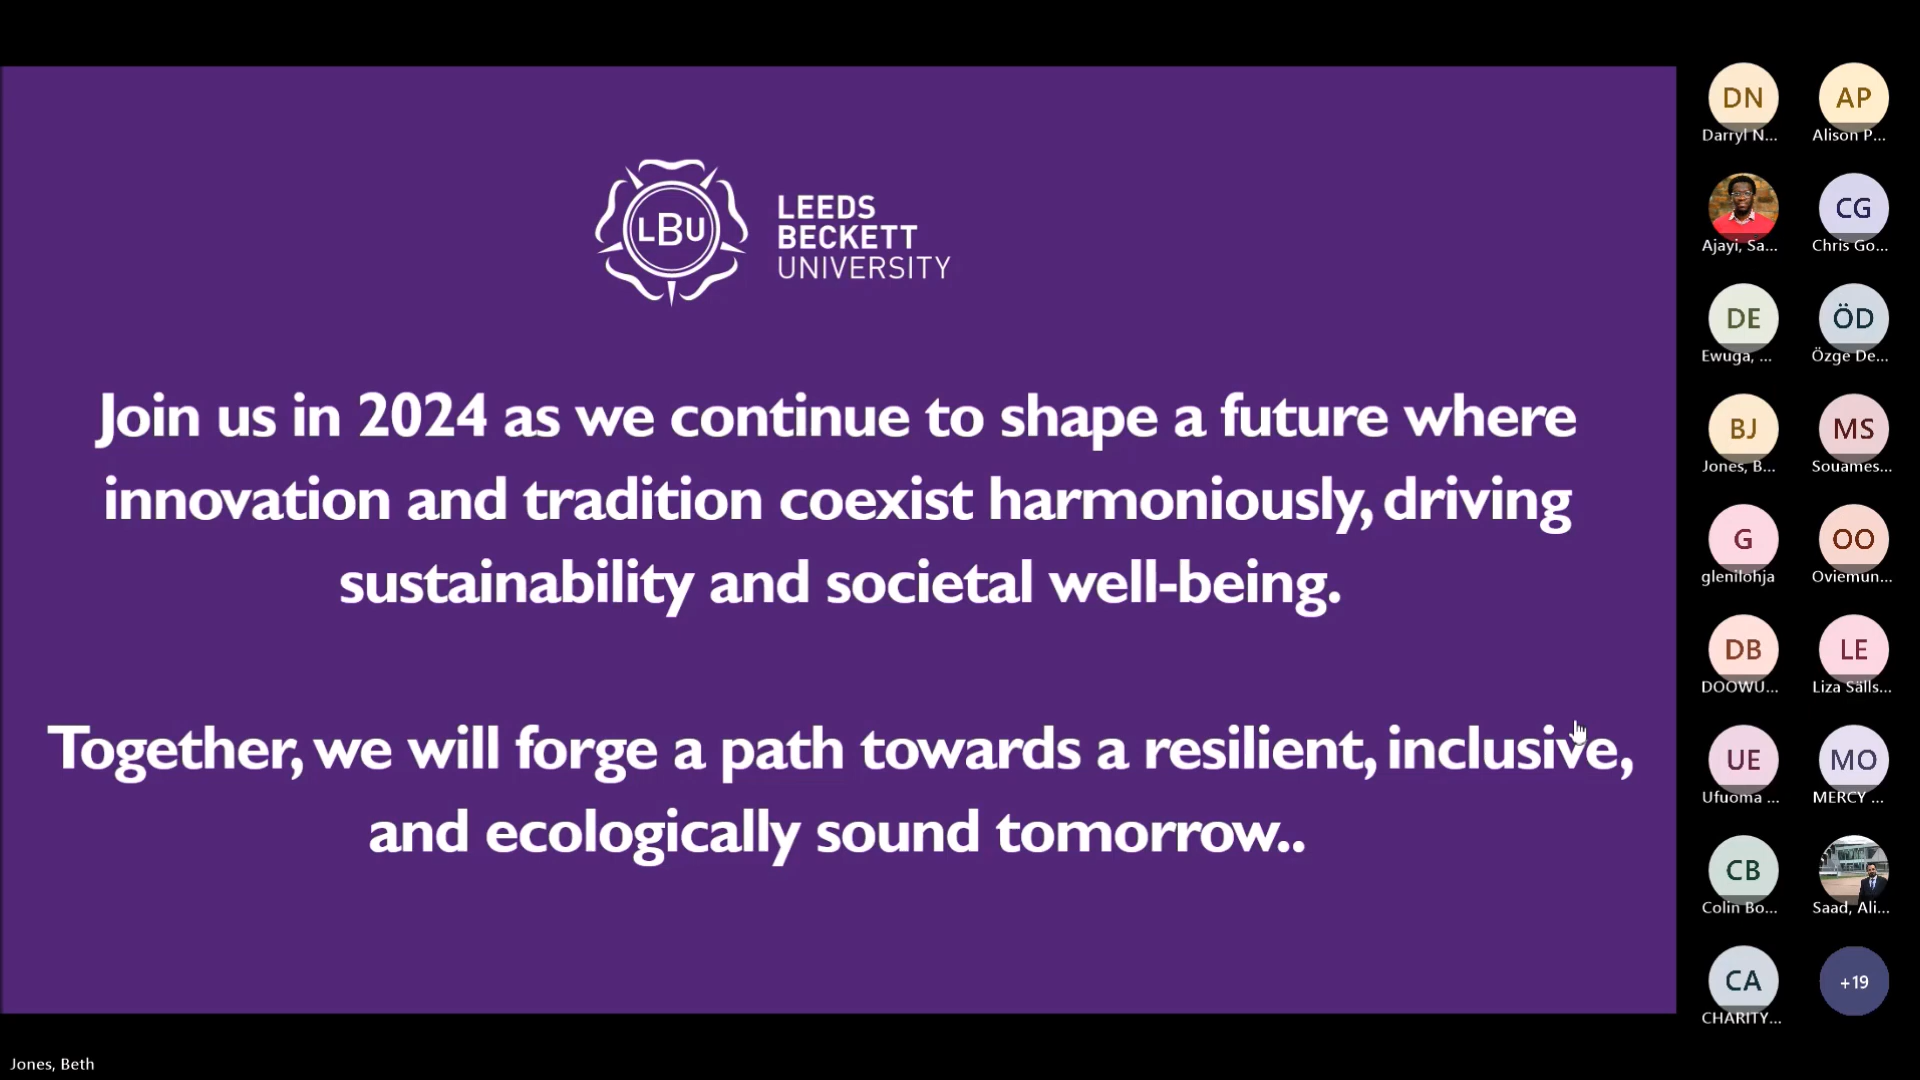 LBU
LEEDS
BECKETT
UNIVERSITY
Join us in 2024 as we continue to shape a future where
innovation and tradition coexist harmoniously, driving
sustainability and societal well-being.
Together, we will forge a path towards a resilient, inclusive,
and ecologically sound tomorrow..
DN
Darryl N...
AP
Alison P...
Ajayi, Sa...
CG
Chris Go...
DE
Ewuga, ...
ÖD
Özge De...
BJ
Jones, B...
MS
Souames...
G
glenilohja
OO
Oviemun...
DB
DOOWU...
LE
Liza Sälls...
UE
Ufuoma ...
MO
MERCY ...
CB
Colin Bo...
Saad, Ali...
CA
CHARITY...
+19
Jones, Beth